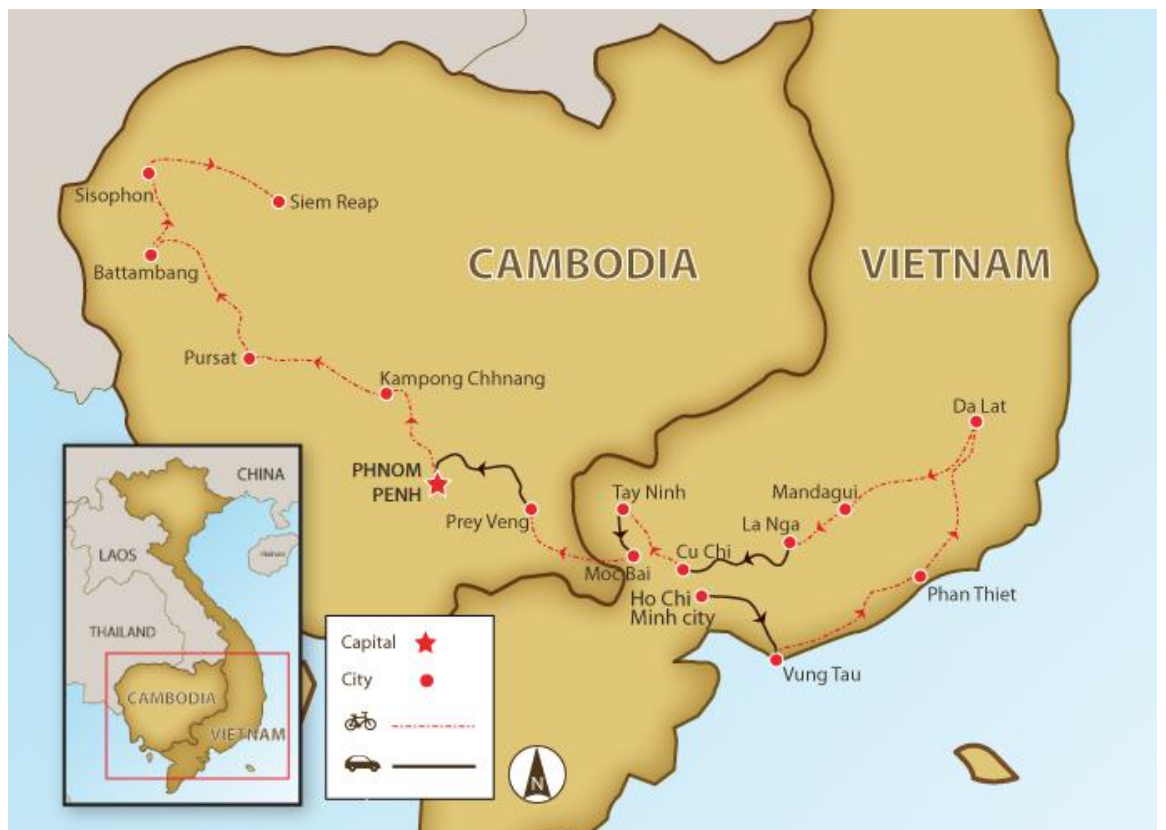 Sisophon
Siem Reap
Battambang
CAMBODIA
VIETNAM
Pursat
Kampong Chhnang
Da Lat
PHNOM
PENH
Prey Veng
Tay Ninh
Mandagui
La Nga
Cu Chi
Moc Bai
Ho Chi
Minh city
Phan Thiet
Vung Tau
CHINA
LAOS
THAILAND
CAMBODIA
VIETNAM
Capital
City
N